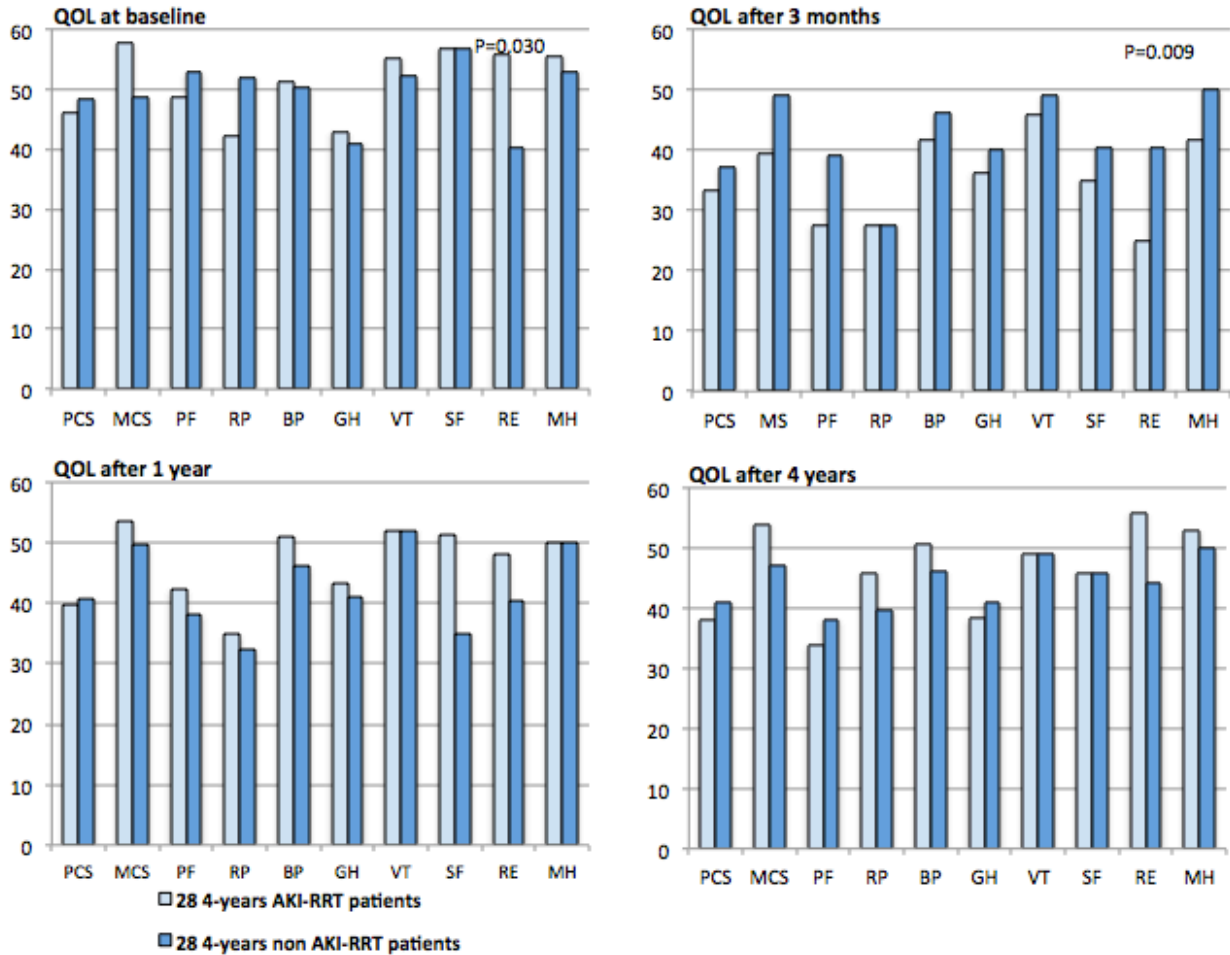 QOL at baseline
60
50
40
30
20
10
0
P=0,030
PCS MCS PF RP BP GH VT SF RE MH
QOL after 3 months
60
50
40
30
20
10
0
P=0.009
PCS MS PF RP BP GH VT SF RE MH
QOL after 1 year
60
50
40
30
20
10
0
PCS MCS PF RP BP GH VT SF RE MH
QOL after 4 years
60
50
40
30
20
10
0
PCS MCS PF RP BP GH VT SF RE MH
28 4-years AKI-RRT patients
28 4-years non AKI-RRT patients